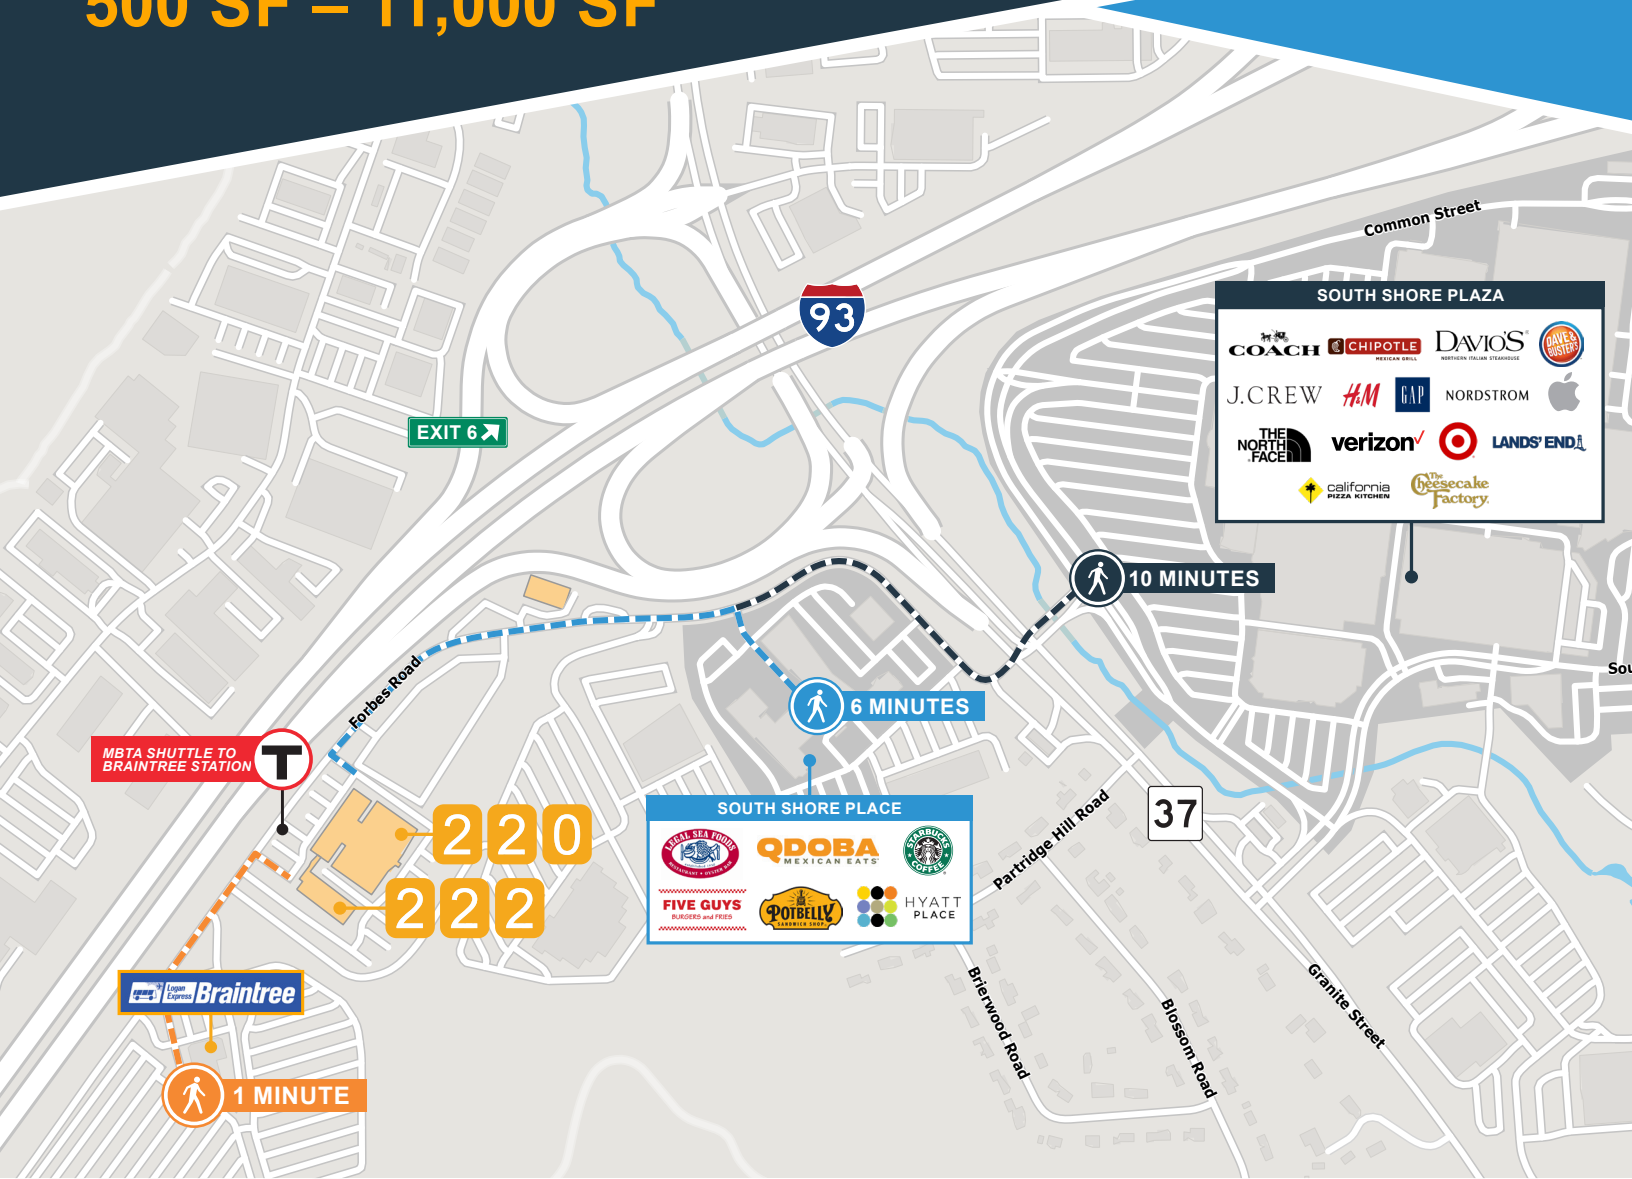 500 SF – 11,000 SF
Common Street
93
SOUTH SHORE PLAZA
COACH
CHIPOTLE
MEXICAN GRILL
DAVIO'S
NORTHERN ITALIAN STEAKHOUSE
DAVE & BUSTER'S
J.CREW
H&M
GAP
NORDSTROM
THE
NORTH
FACE
verizon
LANDS' END
california
PIZZA KITCHEN
The
Cheesecake
Factory
EXIT 6
10 MINUTES
Sou
Forbes Road
6 MINUTES
MBTA SHUTTLE TO
BRAINTREE STATION
T
220
222
SOUTH SHORE PLACE
LEGAL SEA FOODS
RESTAURANT • OYSTER BAR
QDOBA
MEXICAN EATS
STARBUCKS
COFFEE
FIVE GUYS
BURGERS and FRIES
POTBELLY
SANDWICH SHOP
HYATT
PLACE
37
Partridge Hill Road
Brierwood Road
Blossom Road
Granite Street
Logan
Express
Braintree
1 MINUTE